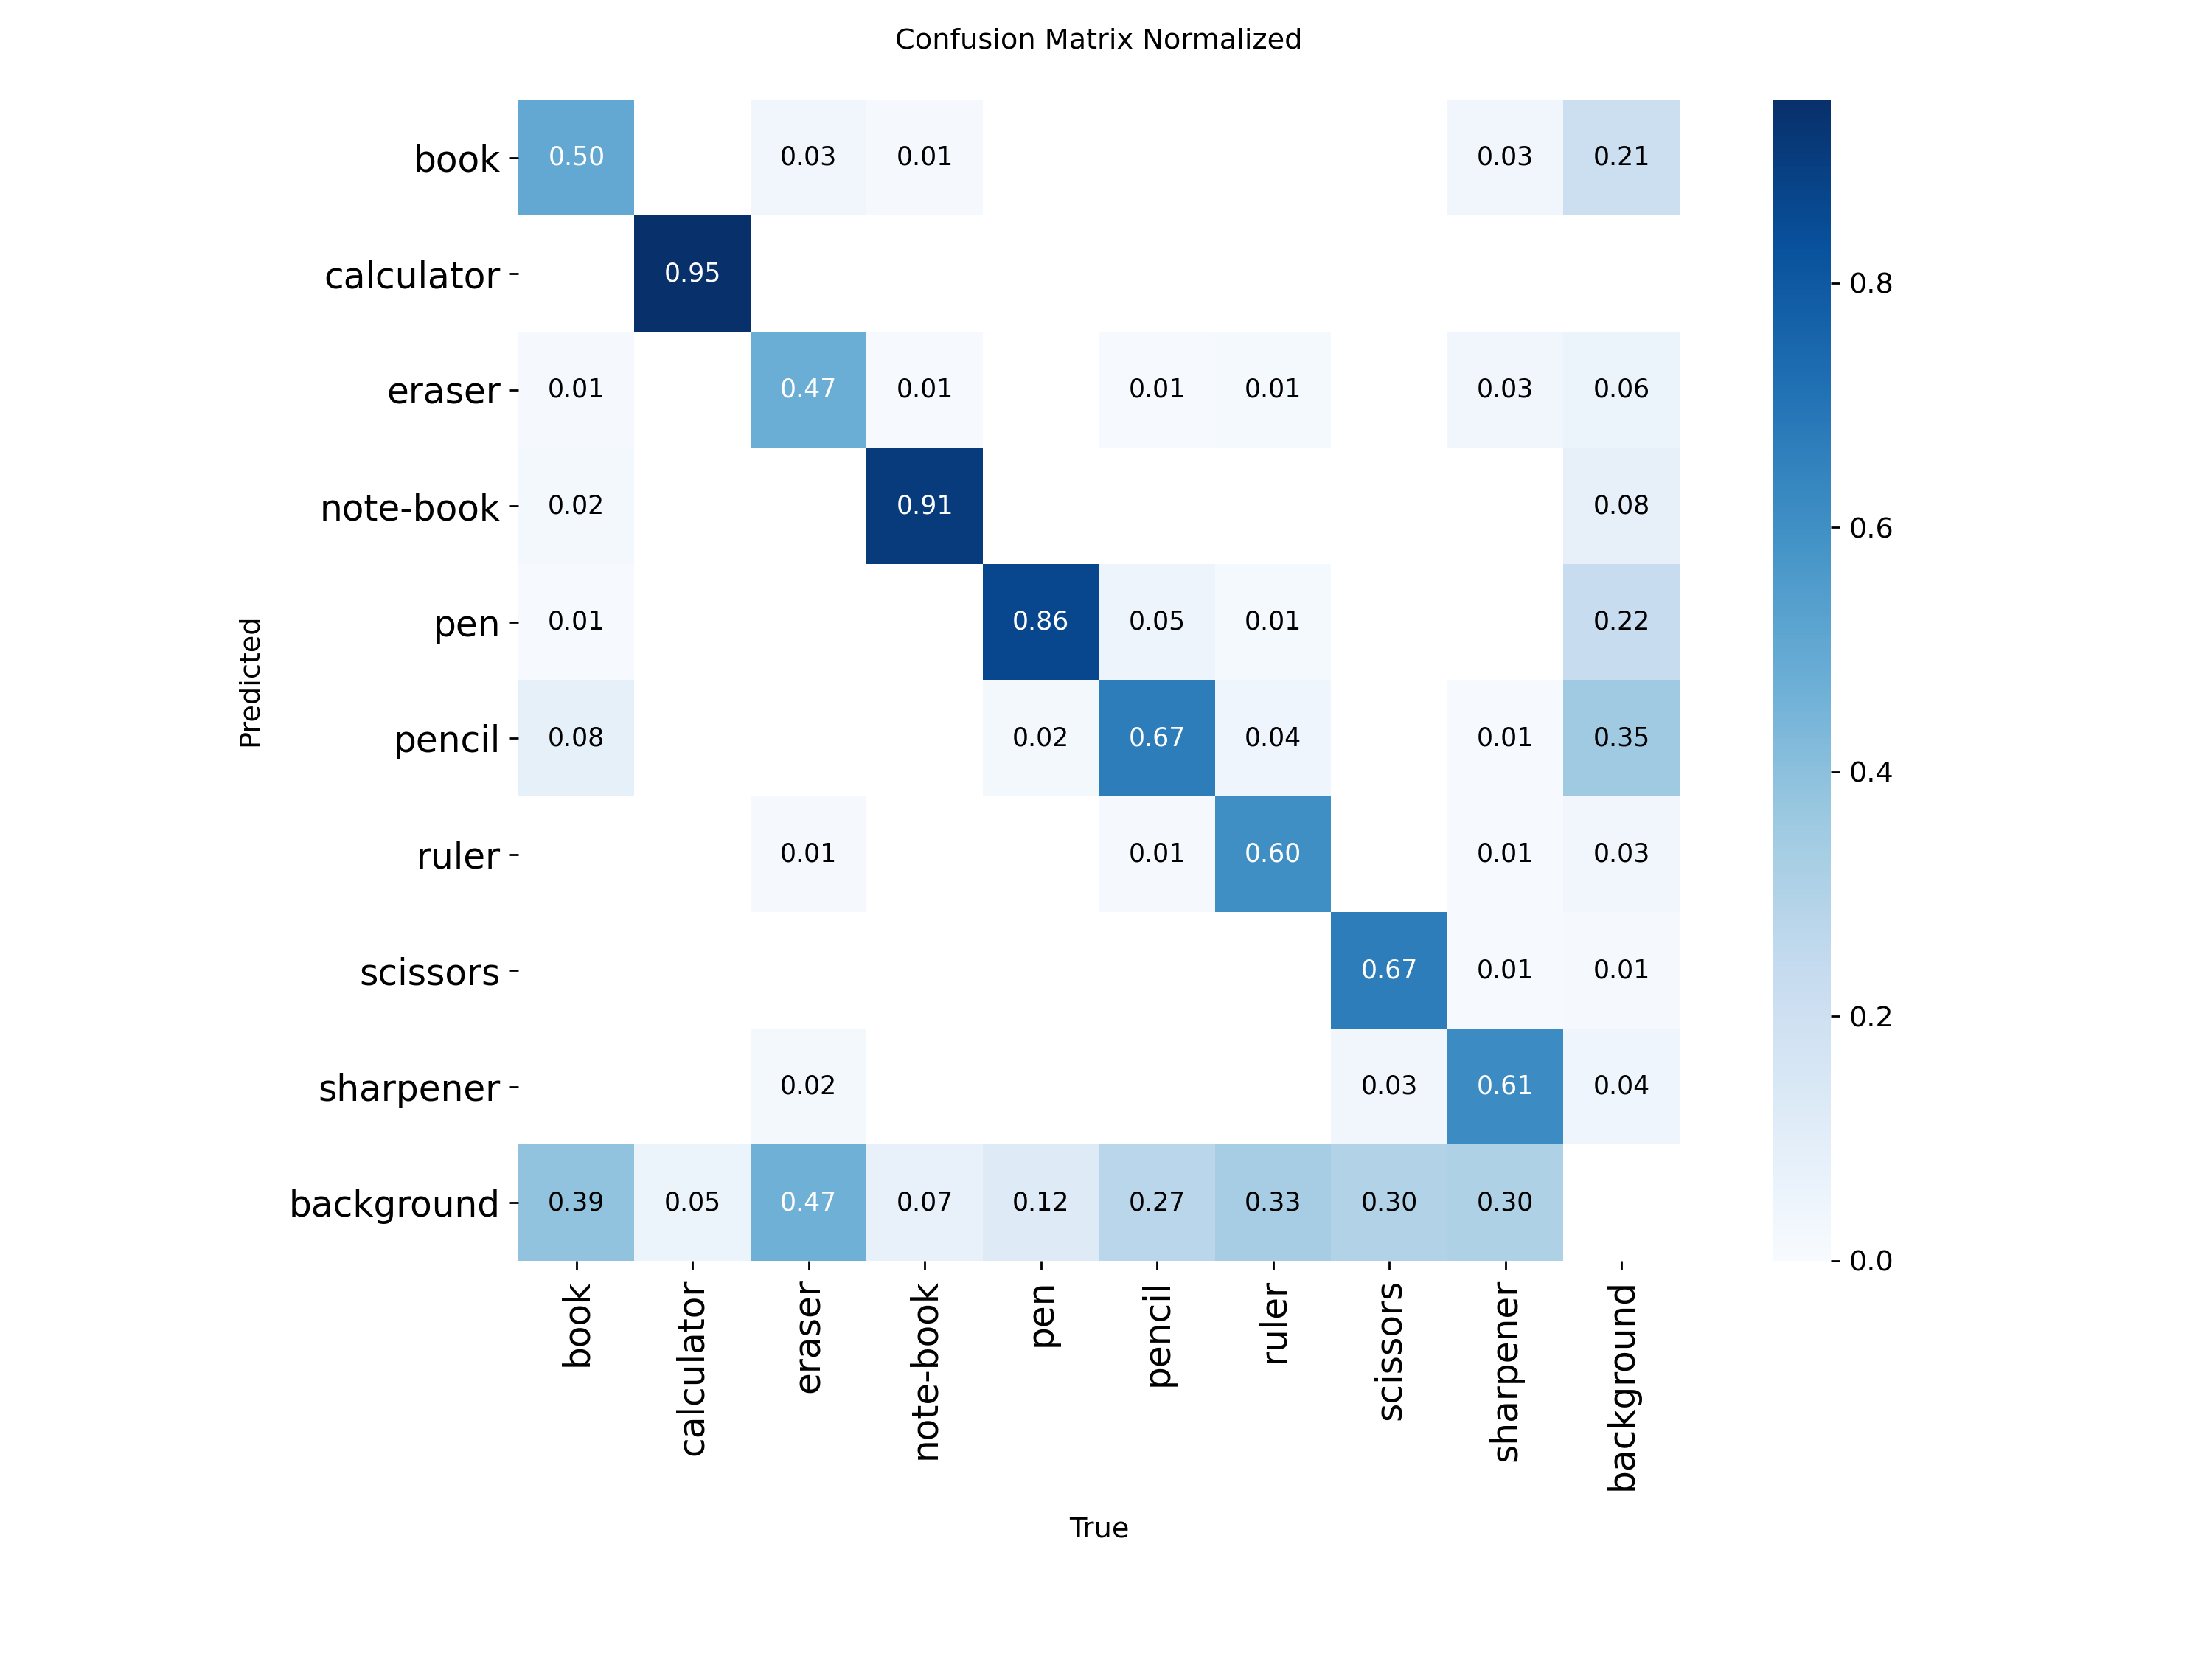 Confusion Matrix Normalized
book 0.50 0.03 0.01 0.03 0.21
calculator 0.95
eraser 0.01 0.47 0.01 0.01 0.01 0.03 0.06
note-book 0.02 0.91 0.08
pen 0.01 0.86 0.05 0.01 0.22
pencil 0.08 0.02 0.67 0.04 0.01 0.35
ruler 0.01 0.01 0.60 0.01 0.03
scissors 0.67 0.01 0.01
sharpener 0.02 0.03 0.61 0.04
background 0.39 0.05 0.47 0.07 0.12 0.27 0.33 0.30 0.30
Predicted
book calculator eraser note-book pen pencil ruler scissors sharpener background
True
0.8
0.6
0.4
0.2
0.0